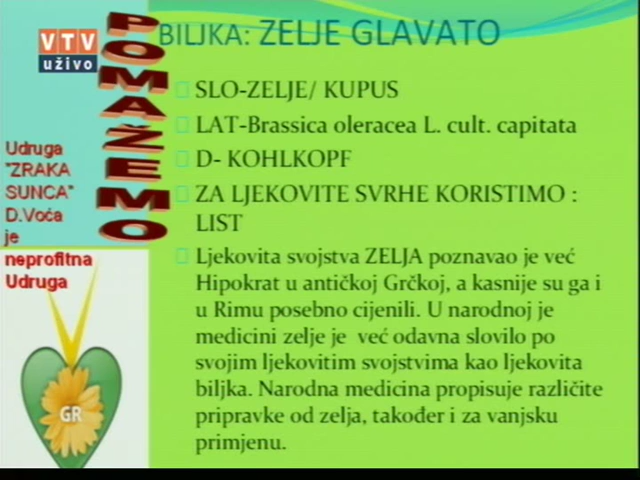 VTV
uživo
POMAŽEMO
Udruga
"ZRAKA
SUNCA"
D.Voća
je
neprofitna
Udruga
GR
BILJKA: ZELJE GLAVATO
SLO-ZELJE/ KUPUS
LAT-Brassica oleracea L. cult. capitata
D- KOHLKOPF
ZA LJEKOVITE SVRHE KORISTIMO :
LIST
Ljekovita svojstva ZELJA poznavao je već
Hipokrat u antičkoj Grčkoj, a kasnije su ga i
u Rimu posebno cijenili. U narodnoj je
medicini zelje je već odavna slovilo po
svojim ljekovitim svojstvima kao ljekovita
biljka. Narodna medicina propisuje različite
pripravke od zelja, također i za vanjsku
primjenu.